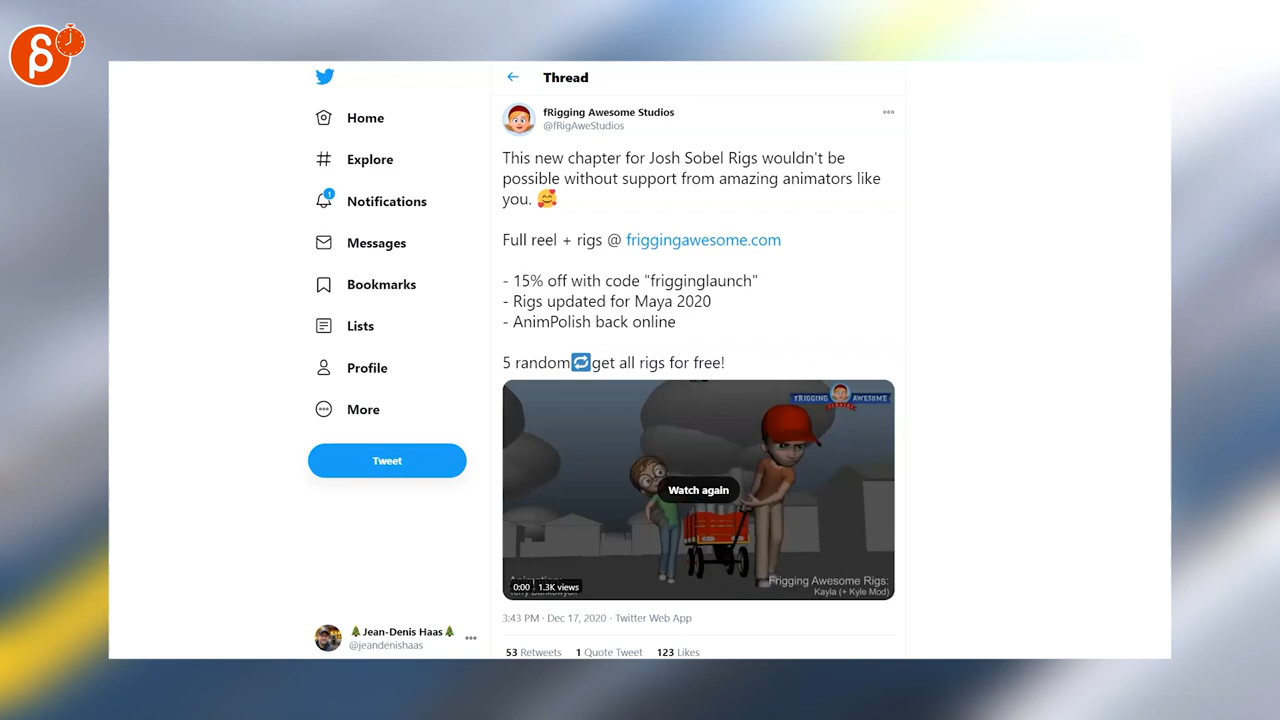 Home
Explore
1
Notifications
Messages
Bookmarks
Lists
Profile
More
Tweet
🌲Jean-Denis Haas🌲
@jeandenishaas
Thread
fRigging Awesome Studios
@fRigAweStudios
This new chapter for Josh Sobel Rigs wouldn't be
possible without support from amazing animators like
you. 🥰
Full reel + rigs @ friggingawesome.com
- 15% off with code "frigginglaunch"
- Rigs updated for Maya 2020
- AnimPolish back online
5 random🔁get all rigs for free!
FRIGGING AWESOME
Watch again
0:00 1.3K views
Frigging Awesome Rigs:
Kayla (+ Kyle Mod)
3:43 PM · Dec 17, 2020 · Twitter Web App
53 Retweets 1 Quote Tweet 123 Likes